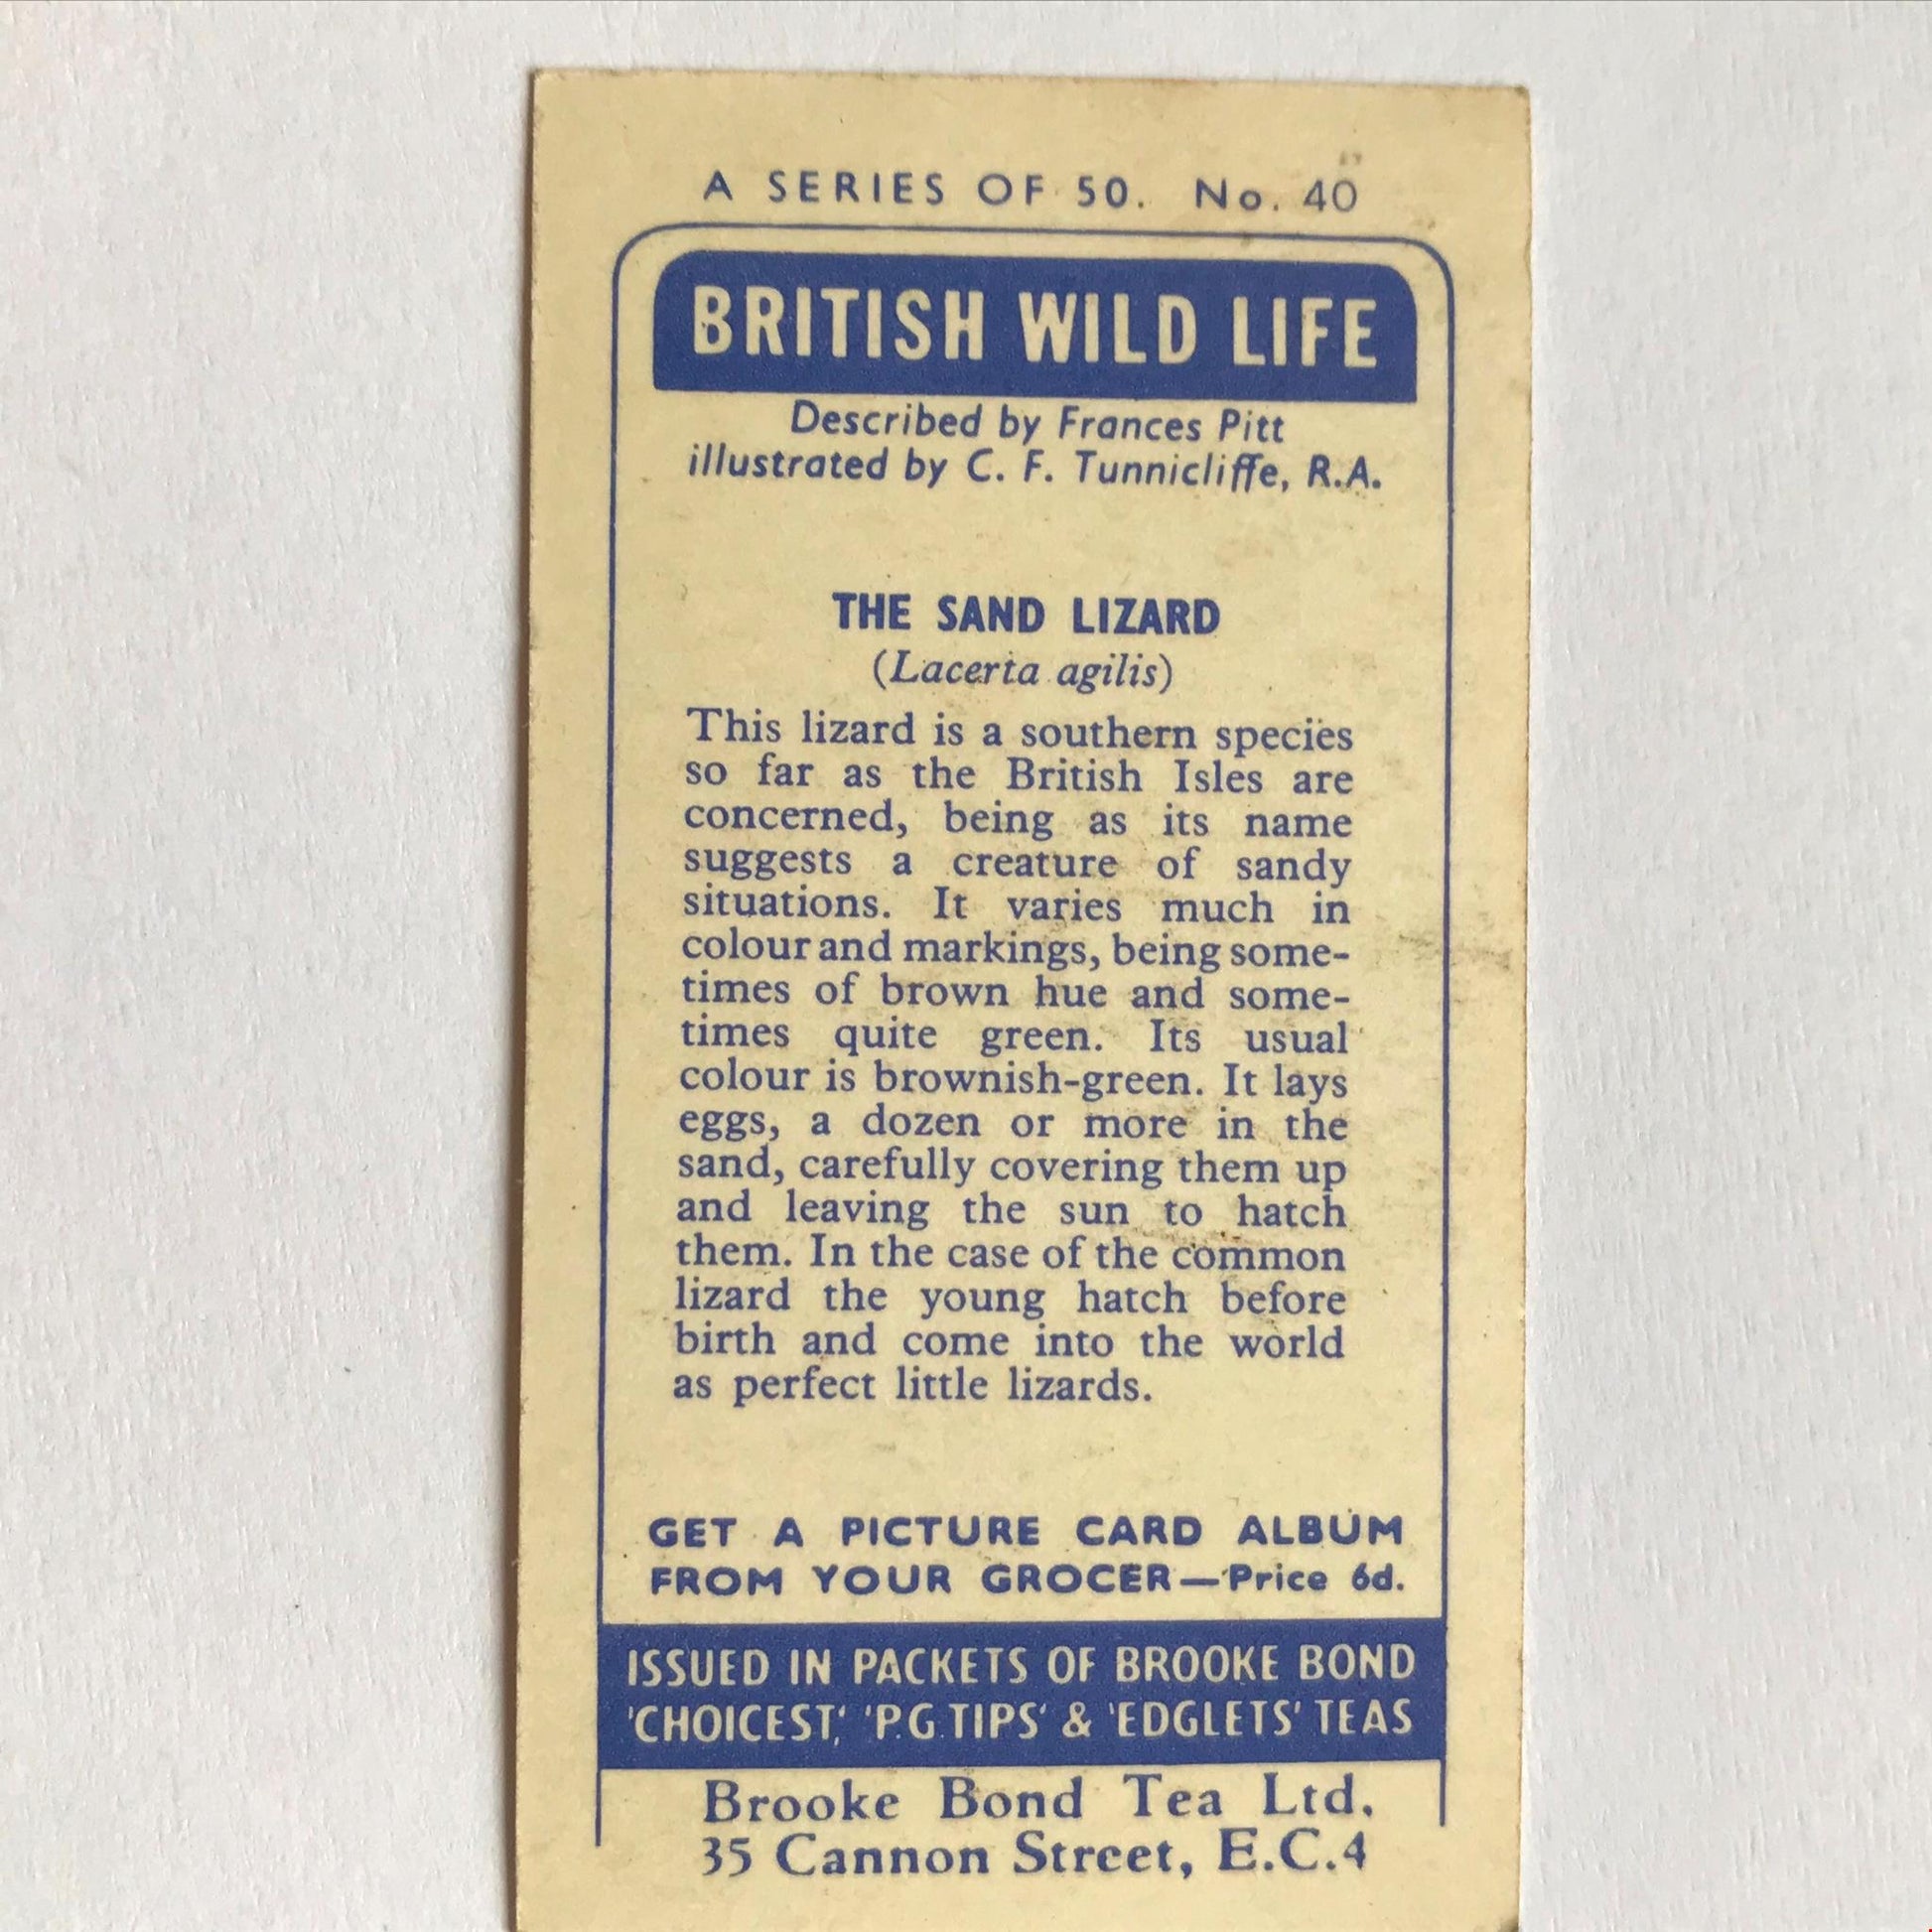 A SERIES OF 50. No. 40
BRITISH WILD LIFE
Described by Frances Pitt
illustrated by C. F. Tunnicliffe, R.A.
THE SAND LIZARD
(Lacerta agilis)
This lizard is a southern species
so far as the British Isles are
concerned, being as its name
suggests a creature of sandy
situations. It varies much in
colour and markings, being some-
times of brown hue and some-
times quite green. Its usual
colour is brownish-green. It lays
eggs, a dozen or more in the
sand, carefully covering them up
and leaving the sun to hatch
them. In the case of the common
lizard the young hatch before
birth and come into the world
as perfect little lizards.
GET A PICTURE CARD ALBUM
FROM YOUR GROCER—Price 6d.
ISSUED IN PACKETS OF BROOKE BOND
'CHOICEST,' 'P.G.TIPS' & 'EDGLETS' TEAS
Brooke Bond Tea Ltd.
35 Cannon Street, E.C.4